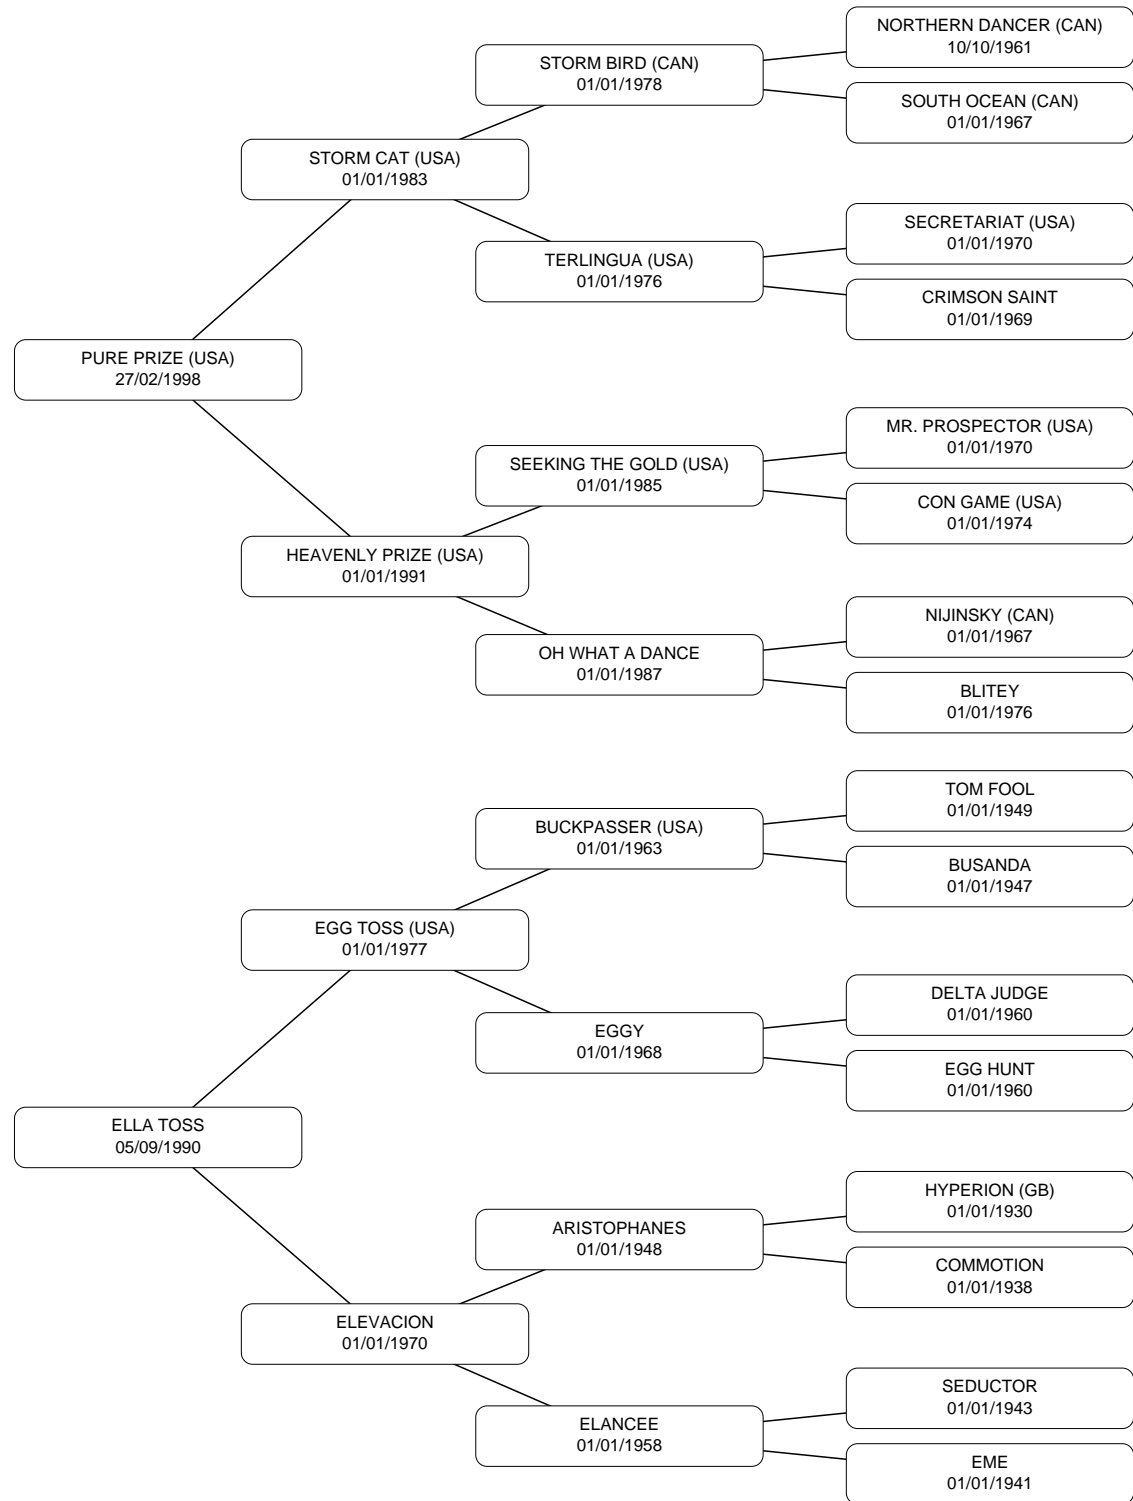 NORTHERN DANCER (CAN)
10/10/1961
STORM BIRD (CAN)
01/01/1978
SOUTH OCEAN (CAN)
01/01/1967
STORM CAT (USA)
01/01/1983
SECRETARIAT (USA)
01/01/1970
TERLINGUA (USA)
01/01/1976
CRIMSON SAINT
01/01/1969
PURE PRIZE (USA)
27/02/1998
MR. PROSPECTOR (USA)
01/01/1970
SEEKING THE GOLD (USA)
01/01/1985
CON GAME (USA)
01/01/1974
HEAVENLY PRIZE (USA)
01/01/1991
NIJINSKY (CAN)
01/01/1967
OH WHAT A DANCE
01/01/1987
BLITEY
01/01/1976
TOM FOOL
01/01/1949
BUCKPASSER (USA)
01/01/1963
BUSANDA
01/01/1947
EGG TOSS (USA)
01/01/1977
DELTA JUDGE
01/01/1960
EGGY
01/01/1968
EGG HUNT
01/01/1960
ELLA TOSS
05/09/1990
HYPERION (GB)
01/01/1930
ARISTOPHANES
01/01/1948
COMMOTION
01/01/1938
ELEVACION
01/01/1970
SEDUCTOR
01/01/1943
ELANCEE
01/01/1958
EME
01/01/1941